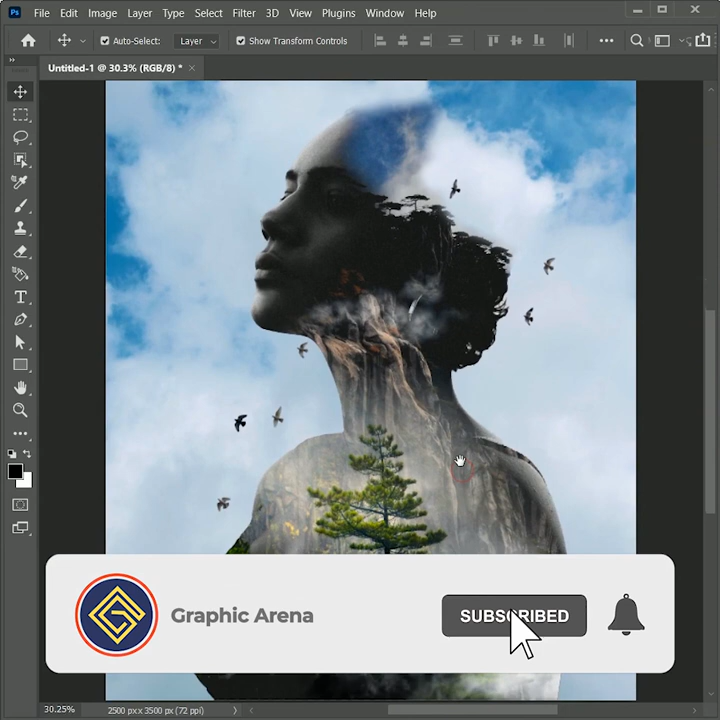 Ps File Edit Image Layer Type Select Filter 3D View Plugins Window Help
Auto-Select: Layer Show Transform Controls
Untitled-1 @ 30.3% (RGB/8) *
T
Graphic Arena
SUBSCRIBED
30.25% 2500 px x 3500 px (72 ppi)